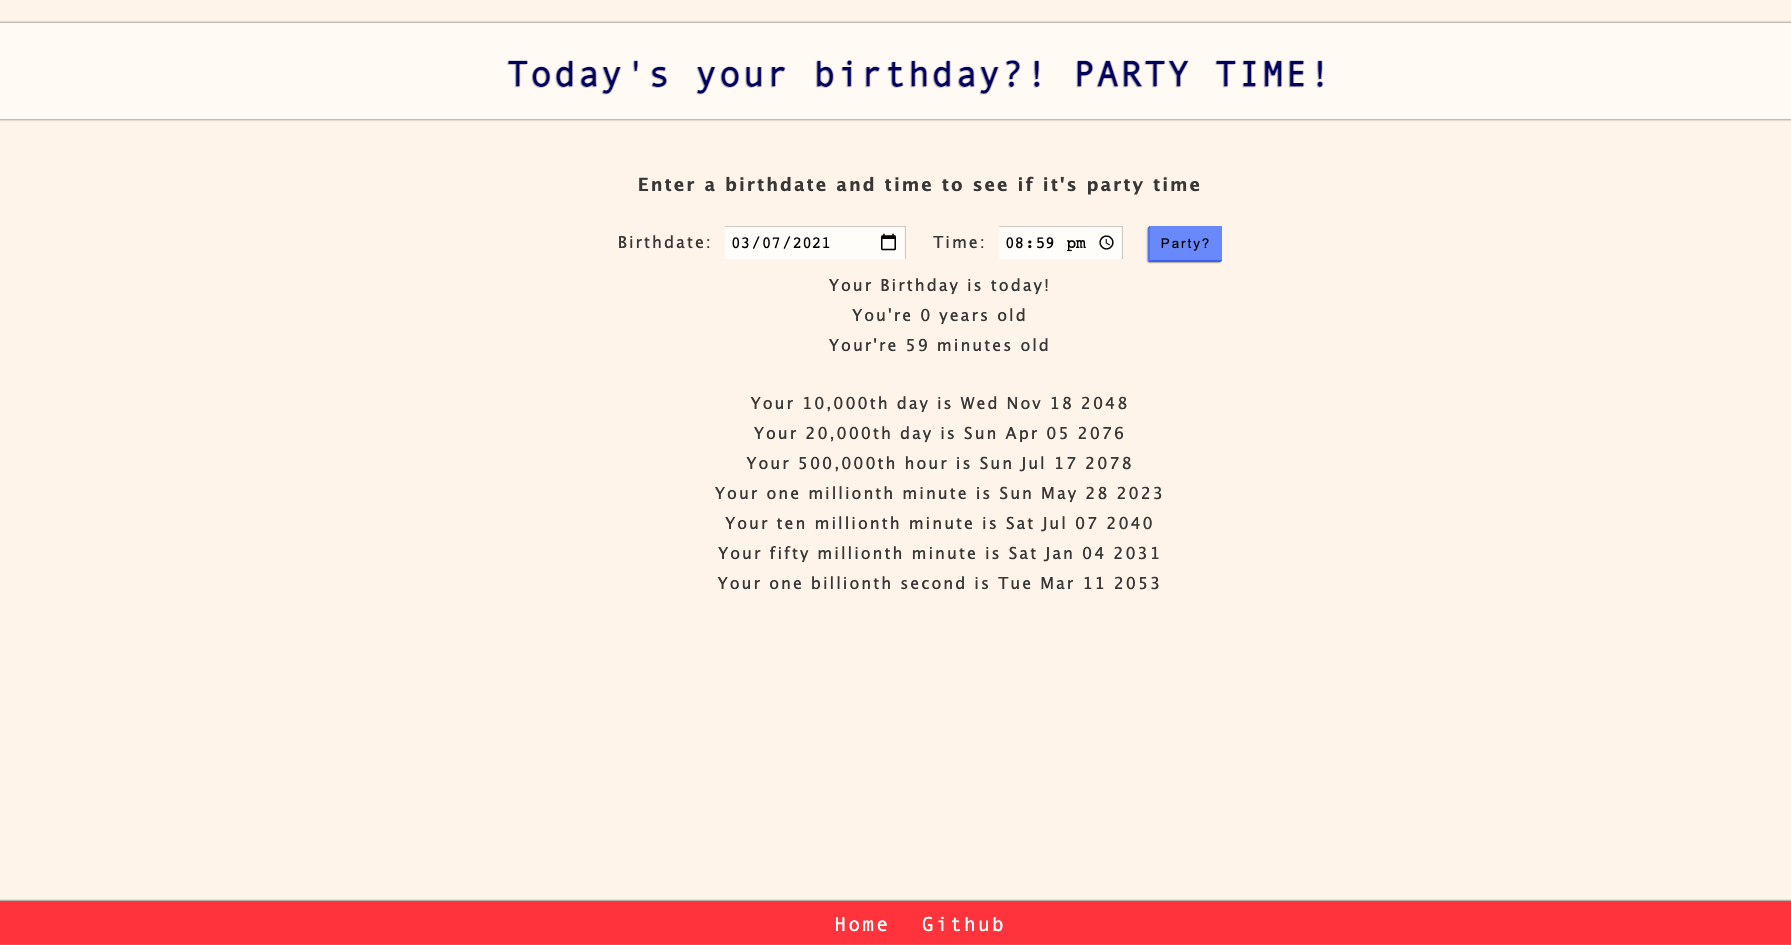 Today's your birthday?! PARTY TIME!
Enter a birthdate and time to see if it's party time
Birthdate: 03/07/2021 Time: 08:59 pm Party?
Your Birthday is today!
You're 0 years old
Your're 59 minutes old
Your 10,000th day is Wed Nov 18 2048
Your 20,000th day is Sun Apr 05 2076
Your 500,000th hour is Sun Jul 17 2078
Your one millionth minute is Sun May 28 2023
Your ten millionth minute is Sat Jul 07 2040
Your fifty millionth minute is Sat Jan 04 2031
Your one billionth second is Tue Mar 11 2053
Home Github